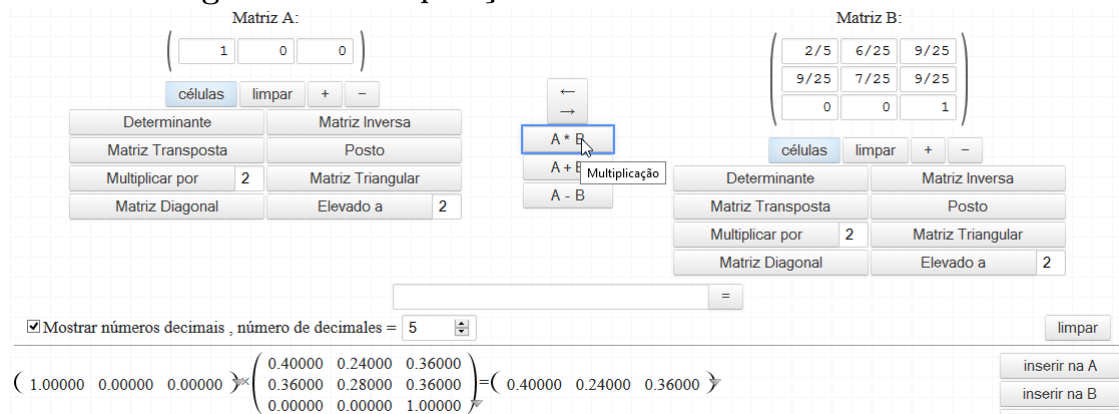 Matriz A:
1 0 0
células limpar + −
Determinante Matriz Inversa
Matriz Transposta Posto
Multiplicar por 2 Matriz Triangular
Matriz Diagonal Elevado a 2
←
→
A * B
A + B
A - B
Multiplicação
Matriz B:
2/5 6/25 9/25
9/25 7/25 9/25
0 0 1
células limpar + −
Determinante Matriz Inversa
Matriz Transposta Posto
Multiplicar por 2 Matriz Triangular
Matriz Diagonal Elevado a 2
=
Mostrar números decimais , número de decimales = 5
limpar
( 1.00000 0.00000 0.00000 ) × ( 0.40000 0.24000 0.36000
0.36000 0.28000 0.36000
0.00000 0.00000 1.00000 ) = ( 0.40000 0.24000 0.36000 )
inserir na A
inserir na B